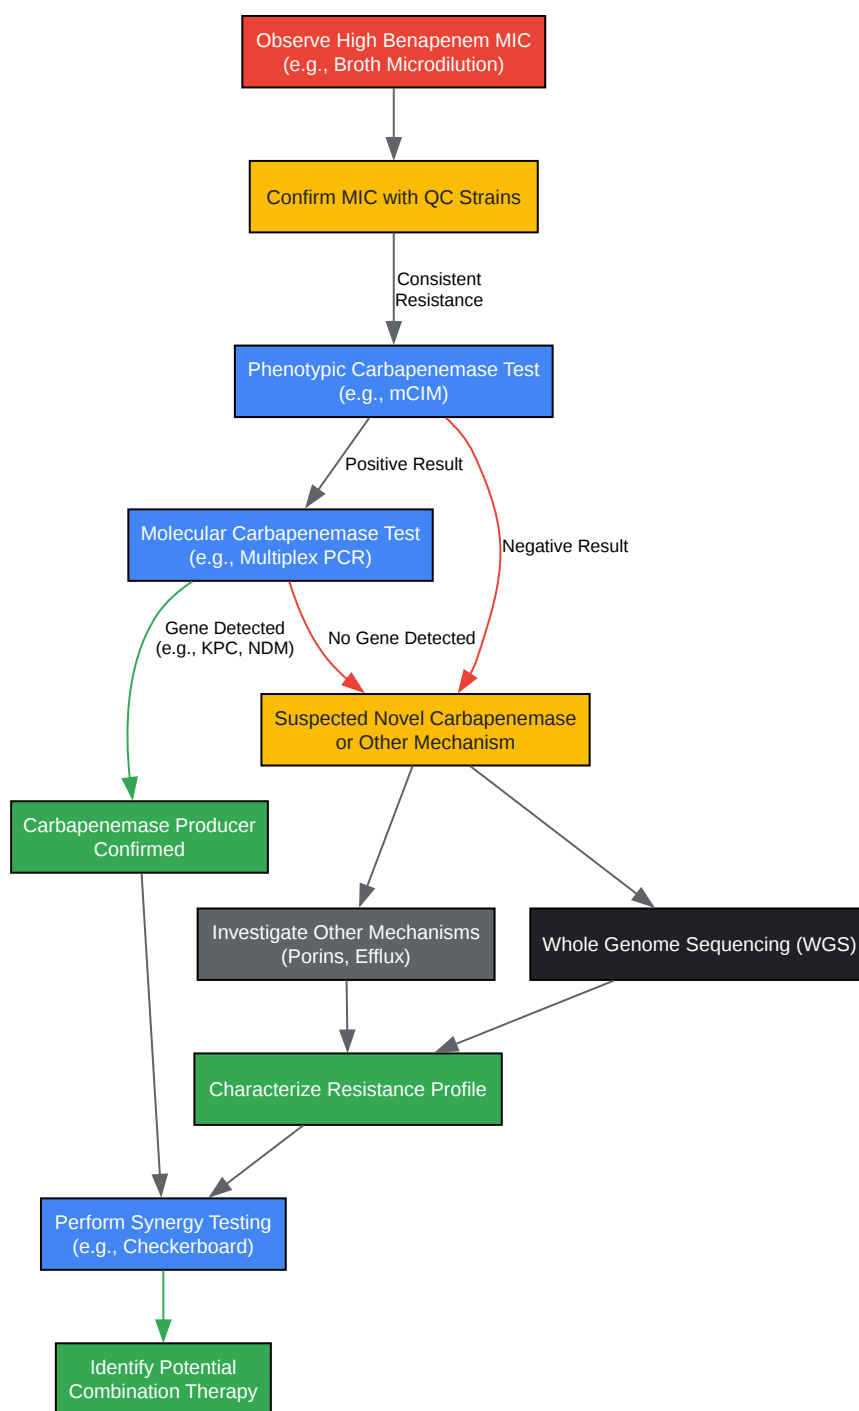 Observe High Benapenem MIC
(e.g., Broth Microdilution)
Confirm MIC with QC Strains
Consistent
Resistance
Phenotypic Carbapenemase Test
(e.g., mCIM)
Positive Result
Molecular Carbapenemase Test
(e.g., Multiplex PCR)
Negative Result
Gene Detected
(e.g., KPC, NDM)
No Gene Detected
Suspected Novel Carbapenemase
or Other Mechanism
Carbapenemase Producer
Confirmed
Investigate Other Mechanisms
(Porins, Efflux)
Whole Genome Sequencing (WGS)
Characterize Resistance Profile
Perform Synergy Testing
(e.g., Checkerboard)
Identify Potential
Combination Therapy